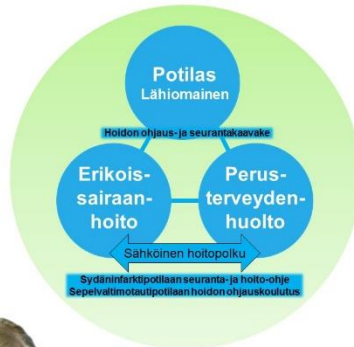 Potilas
Lähiomainen
Hoidon ohjaus- ja seurantakaavake
Erikois-
sairaan-
hoito
Perus-
terveyden-
huolto
Sähköinen hoitopolku
Sydäninfarktipotilaan seuranta- ja hoito-ohje
Sepelvaltimotautipotilaan hoidon ohjauskoulutus